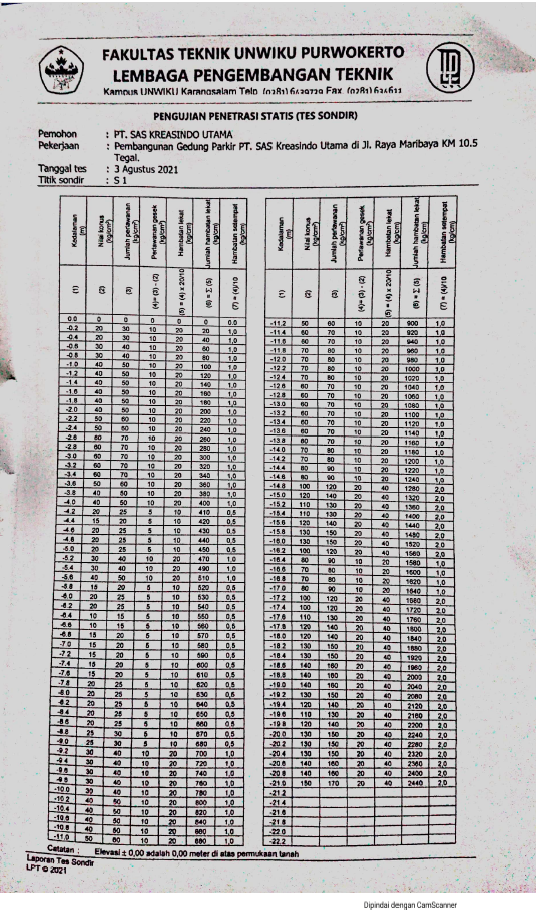 FAKULTAS TEKNIK UNWIKU PURWOKERTO
LEMBAGA PENGEMBANGAN TEKNIK
Kampus UNWIKU Karangsalam Telp. (0281) 6439729 Fax. (0281) 634611
PENGUJIAN PENETRASI STATIS (TES SONDIR)
Pemohon : PT. SAS KREASINDO UTAMA
Pekerjaan : Pembangunan Gedung Parkir PT. SAS Kreasindo Utama di Jl. Raya Maribaya KM 10.5
Tegal.
Tanggal tes : 3 Agustus 2021
Titik sondir : S 1
Kedalaman (m) Nilai konus (kg/cm²) Jumlah perlawanan (kg/cm²) Perlawanan gesek (kg/cm²) Hambatan lekat (kg/cm) Jumlah hambatan lekat (kg/cm) Hambatan setempat (kg/cm)
(1) (2) (3) (4)= (3) - (2) (5) = (4) x 20/10 (6) = Σ (5) (7) = (4)/10
0.0 0 0 0 0 0 0.0
-0.2 20 30 10 20 20 1,0
-0.4 20 30 10 20 40 1,0
-0.6 30 40 10 20 60 1,0
-0.8 30 40 10 20 80 1,0
-1.0 40 50 10 20 100 1,0
-1.2 40 50 10 20 120 1,0
-1.4 40 50 10 20 140 1,0
-1.6 40 50 10 20 160 1,0
-1.8 40 50 10 20 180 1,0
-2.0 40 50 10 20 200 1,0
-2.2 50 60 10 20 220 1,0
-2.4 50 60 10 20 240 1,0
-2.6 60 70 10 20 260 1,0
-2.8 60 70 10 20 280 1,0
-3.0 60 70 10 20 300 1,0
-3.2 60 70 10 20 320 1,0
-3.4 60 70 10 20 340 1,0
-3.6 50 60 10 20 360 1,0
-3.8 40 50 10 20 380 1,0
-4.0 40 50 10 20 400 1,0
-4.2 20 25 5 10 410 0,5
-4.4 15 20 5 10 420 0,5
-4.6 20 25 5 10 430 0,5
-4.8 20 25 5 10 440 0,5
-5.0 20 25 5 10 450 0,5
-5.2 30 40 10 20 470 1,0
-5.4 30 40 10 20 490 1,0
-5.6 40 50 10 20 510 1,0
-5.8 15 20 5 10 520 0,5
-6.0 20 25 5 10 530 0,5
-6.2 20 25 5 10 540 0,5
-6.4 10 15 5 10 550 0,5
-6.6 10 15 5 10 560 0,5
-6.8 15 20 5 10 570 0,5
-7.0 15 20 5 10 580 0,5
-7.2 15 20 5 10 590 0,5
-7.4 15 20 5 10 600 0,5
-7.6 15 20 5 10 610 0,5
-7.8 20 25 5 10 620 0,5
-8.0 20 25 5 10 630 0,5
-8.2 20 25 5 10 640 0,5
-8.4 20 25 5 10 650 0,5
-8.6 20 25 5 10 660 0,5
-8.8 25 30 5 10 670 0,5
-9.0 25 30 5 10 680 0,5
-9.2 30 40 10 20 700 1,0
-9.4 30 40 10 20 720 1,0
-9.6 30 40 10 20 740 1,0
-9.8 30 40 10 20 760 1,0
-10.0 30 40 10 20 780 1,0
-10.2 40 50 10 20 800 1,0
-10.4 40 50 10 20 820 1,0
-10.6 40 50 10 20 840 1,0
-10.8 40 50 10 20 860 1,0
-11.0 50 60 10 20 880 1,0
Kedalaman (m) Nilai konus (kg/cm²) Jumlah perlawanan (kg/cm²) Perlawanan gesek (kg/cm²) Hambatan lekat (kg/cm) Jumlah hambatan lekat (kg/cm) Hambatan setempat (kg/cm)
(1) (2) (3) (4)= (3) - (2) (5) = (4) x 20/10 (6) = Σ (5) (7) = (4)/10
-11.2 50 60 10 20 900 1,0
-11.4 60 70 10 20 920 1,0
-11.6 60 70 10 20 940 1,0
-11.8 70 80 10 20 960 1,0
-12.0 70 80 10 20 980 1,0
-12.2 70 80 10 20 1000 1,0
-12.4 70 80 10 20 1020 1,0
-12.6 60 70 10 20 1040 1,0
-12.8 60 70 10 20 1060 1,0
-13.0 60 70 10 20 1080 1,0
-13.2 60 70 10 20 1100 1,0
-13.4 60 70 10 20 1120 1,0
-13.6 60 70 10 20 1140 1,0
-13.8 60 70 10 20 1160 1,0
-14.0 70 80 10 20 1180 1,0
-14.2 70 80 10 20 1200 1,0
-14.4 80 90 10 20 1220 1,0
-14.6 80 90 10 20 1240 1,0
-14.8 100 120 20 40 1280 2,0
-15.0 120 140 20 40 1320 2,0
-15.2 110 130 20 40 1360 2,0
-15.4 110 130 20 40 1400 2,0
-15.6 120 140 20 40 1440 2,0
-15.8 130 150 20 40 1480 2,0
-16.0 130 150 20 40 1520 2,0
-16.2 100 120 20 40 1560 2,0
-16.4 80 90 10 20 1580 1,0
-16.6 70 80 10 20 1600 1,0
-16.8 70 80 10 20 1620 1,0
-17.0 80 90 10 20 1640 1,0
-17.2 100 120 20 40 1680 2,0
-17.4 100 120 20 40 1720 2,0
-17.6 110 130 20 40 1760 2,0
-17.8 120 140 20 40 1800 2,0
-18.0 120 140 20 40 1840 2,0
-18.2 130 150 20 40 1880 2,0
-18.4 130 150 20 40 1920 2,0
-18.6 140 160 20 40 1960 2,0
-18.8 140 160 20 40 2000 2,0
-19.0 140 160 20 40 2040 2,0
-19.2 130 150 20 40 2080 2,0
-19.4 120 140 20 40 2120 2,0
-19.6 110 130 20 40 2160 2,0
-19.8 120 140 20 40 2200 2,0
-20.0 130 150 20 40 2240 2,0
-20.2 130 150 20 40 2280 2,0
-20.4 130 150 20 40 2320 2,0
-20.6 140 160 20 40 2360 2,0
-20.8 140 160 20 40 2400 2,0
-21.0 150 170 20 40 2440 2,0
-21.2
-21.4
-21.6
-21.8
-22.0
-22.2
Catatan : Elevasi ± 0,00 adalah 0,00 meter di atas permukaan tanah
Laporan Tes Sondir
LPT © 2021
Dipindai dengan CamScanner